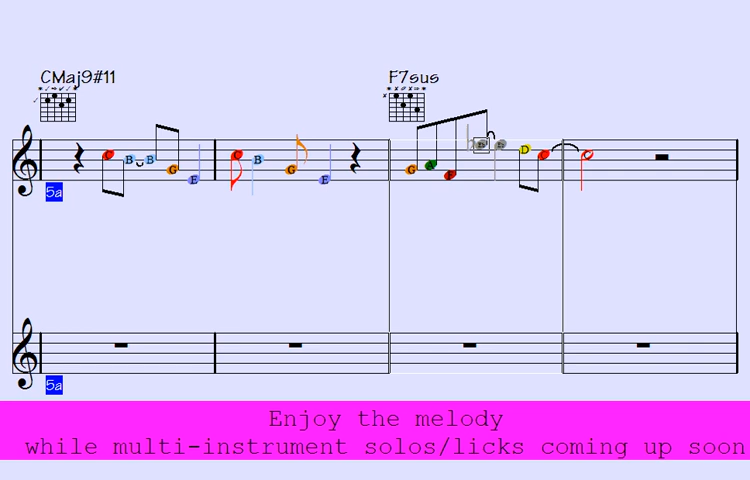 CMaj9#11 F7sus
C B B G E C B G E G A F E E D C C
5a
5a
Enjoy the melody
while multi-instrument solos/licks coming up soon